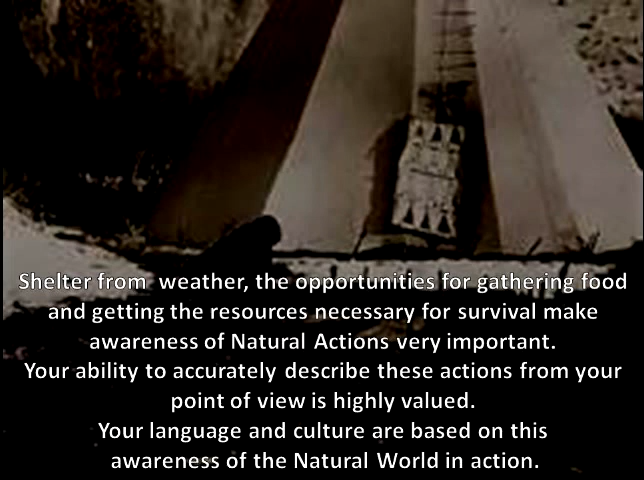 Shelter from  weather, the opportunities for gathering food
and getting the resources necessary for survival make
awareness of Natural Actions very important.
Your ability to accurately describe these actions from your
point of view is highly valued.
Your language and culture are based on this
awareness of the Natural World in action.